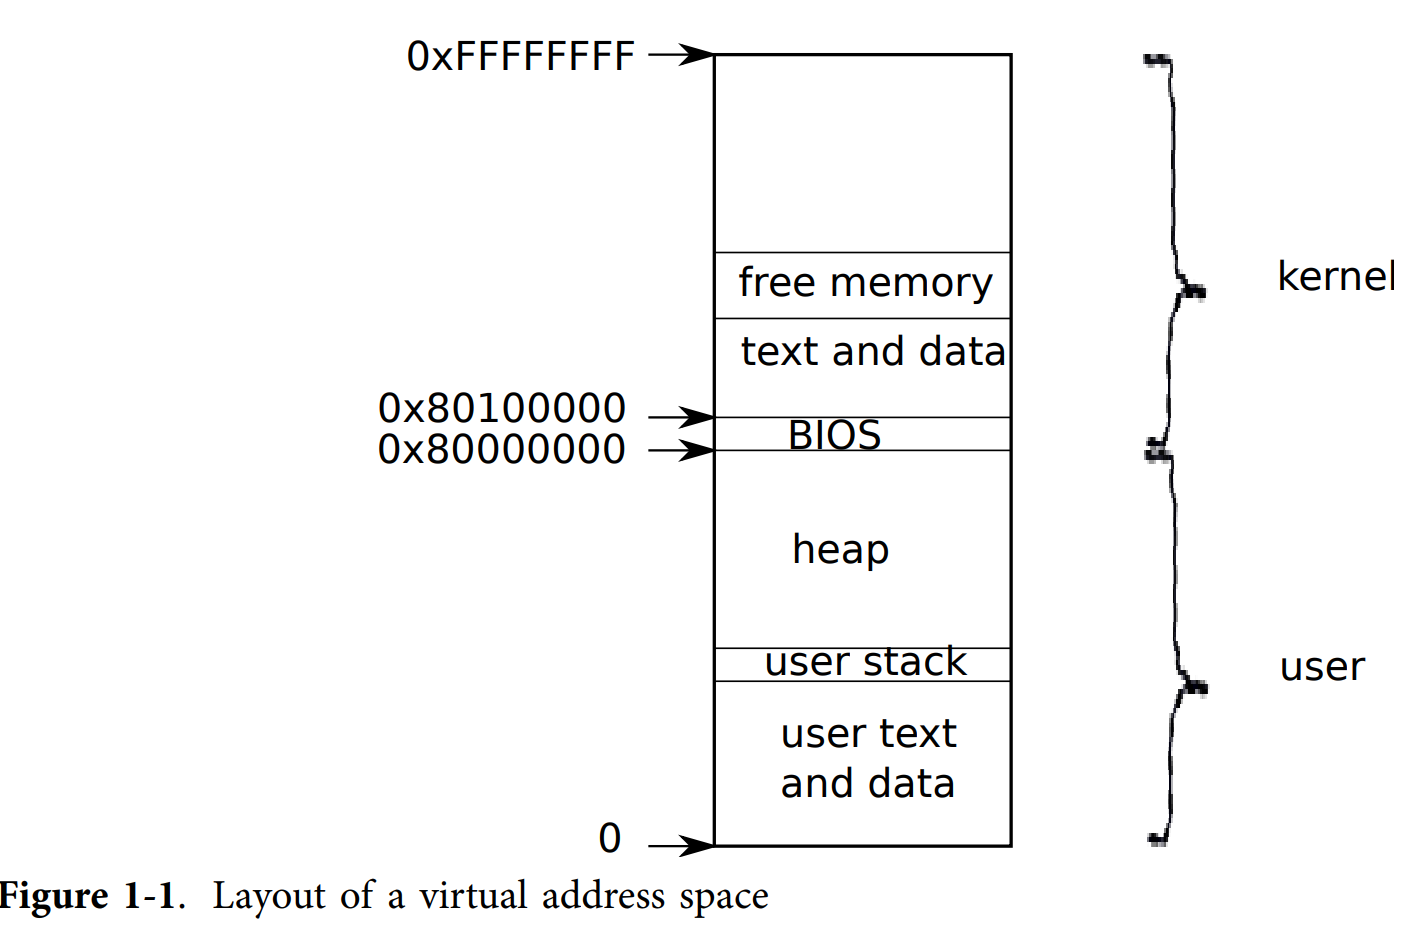 0xFFFFFFFF
free memory
kernel
text and data
0x80100000
BIOS
0x80000000
heap
user stack
user
user text
and data
0
Figure 1-1. Layout of a virtual address space